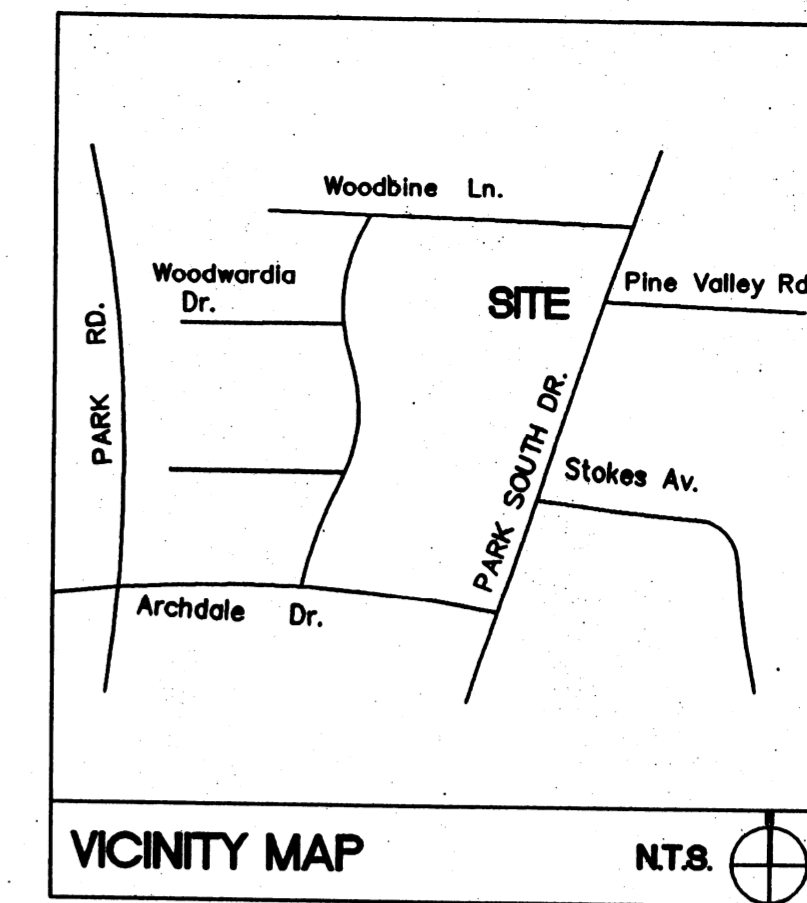 Woodbine Ln.
Woodwardia
Dr.
SITE
Pine Valley Rd
PARK RD.
PARK SOUTH DR.
Stokes Av.
Archdale Dr.
VICINITY MAP
N.T.S.